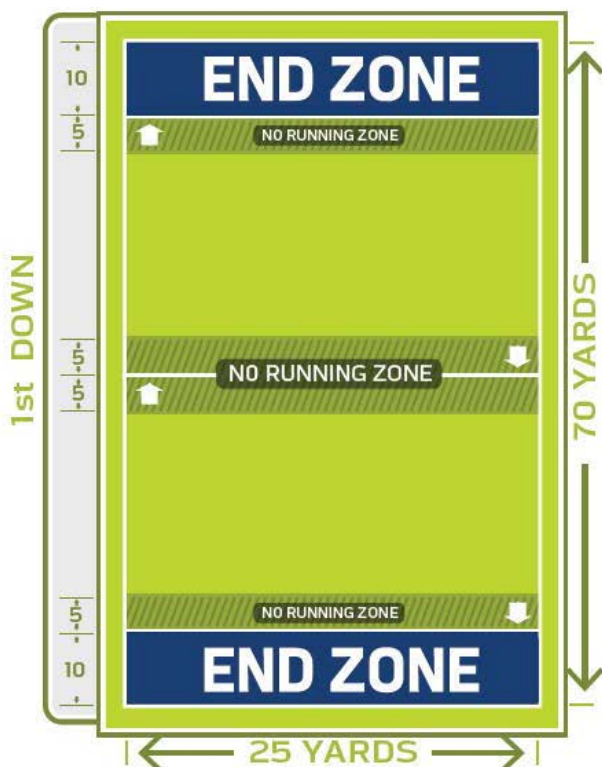 END ZONE
10
5
NO RUNNING ZONE
1st DOWN
5
NO RUNNING ZONE
5
70 YARDS
5
NO RUNNING ZONE
10
END ZONE
25 YARDS